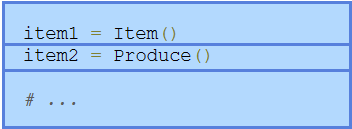 item1 = Item()
item2 = Produce()
# ...